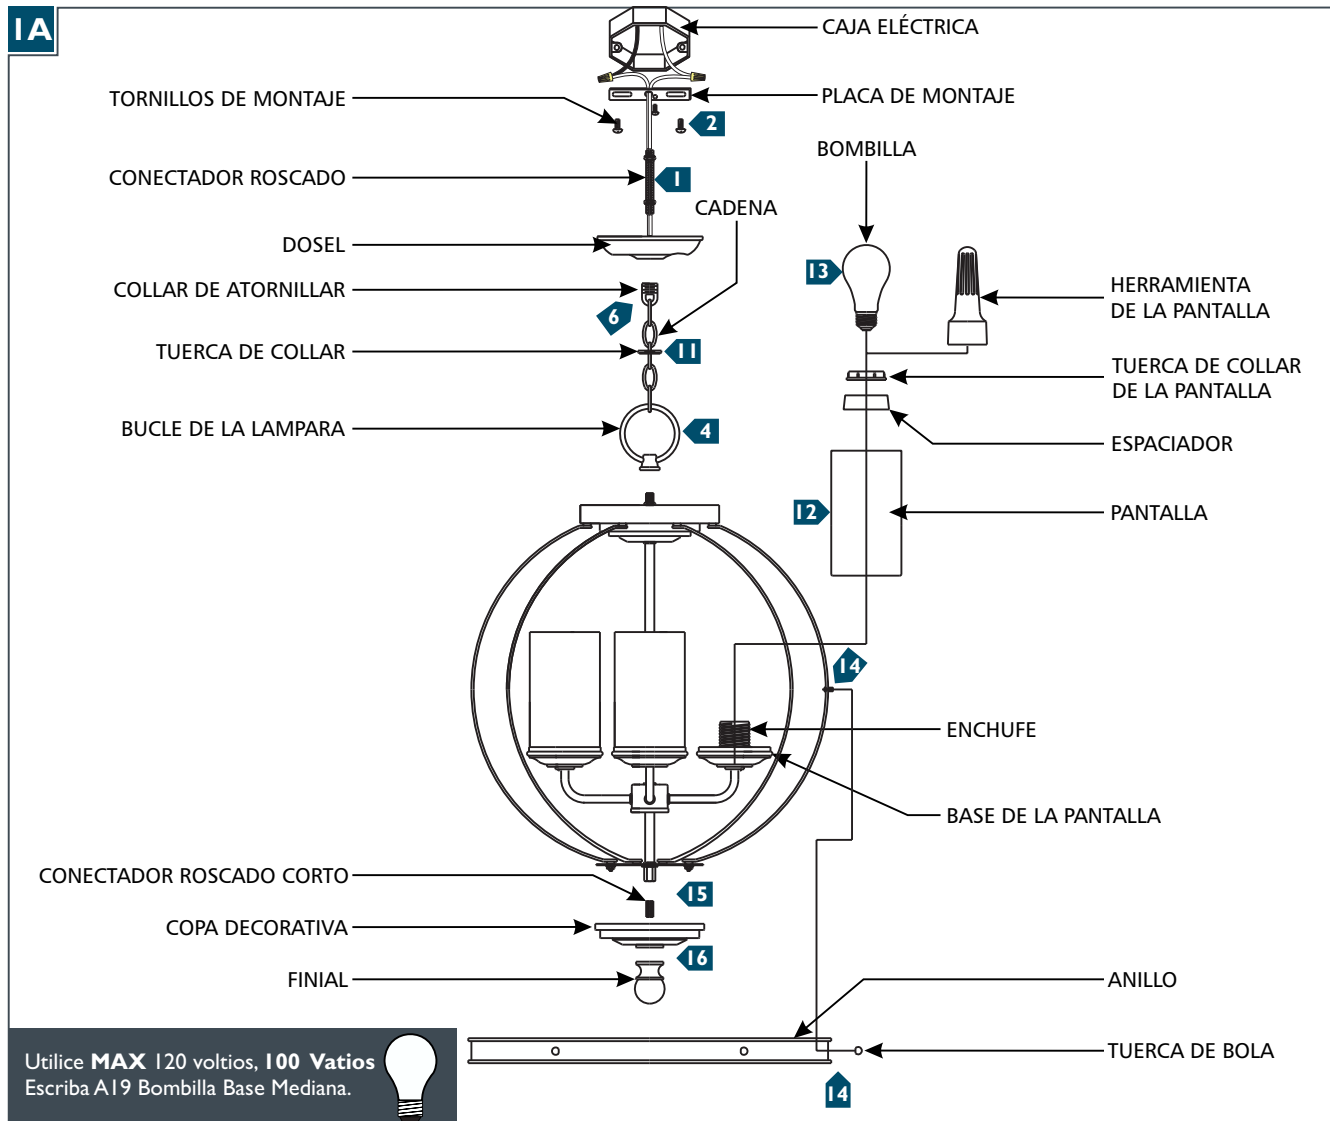 1A
CAJA ELÉCTRICA
TORNILLOS DE MONTAJE
PLACA DE MONTAJE
2
BOMBILLA
CONECTADOR ROSCADO
1
CADENA
DOSEL
13
COLLAR DE ATORNILLAR
HERRAMIENTA
DE LA PANTALLA
6
TUERCA DE COLLAR
11
TUERCA DE COLLAR
DE LA PANTALLA
BUCLE DE LA LAMPARA
4
ESPACIADOR
12
PANTALLA
14
ENCHUFE
BASE DE LA PANTALLA
CONECTADOR ROSCADO CORTO
15
COPA DECORATIVA
16
FINIAL
ANILLO
TUERCA DE BOLA
14
Utilice MAX 120 voltios, 100 Vatios
Escriba A19 Bombilla Base Mediana.